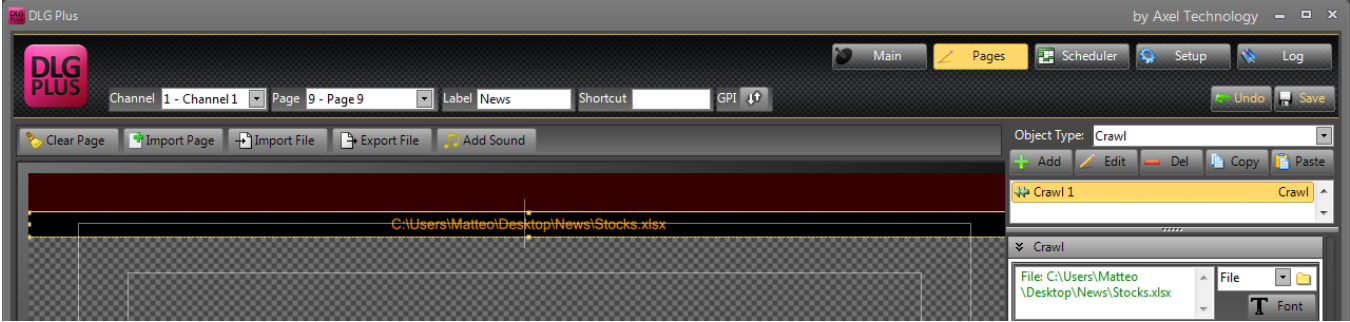 DLG Plus
by Axel Technology
DLG
PLUS
Main
Pages
Scheduler
Setup
Log
Channel 1 - Channel 1 Page 9 - Page 9 Label News Shortcut GPI
Undo
Save
Clear Page
Import Page
Import File
Export File
Add Sound
Object Type: Crawl
Add
Edit
Del
Copy
Paste
Crawl 1 Crawl
C:\Users\Matteo\Desktop\News\Stocks.xlsx
Crawl
File: C:\Users\Matteo
\Desktop\News\Stocks.xlsx
File
T Font